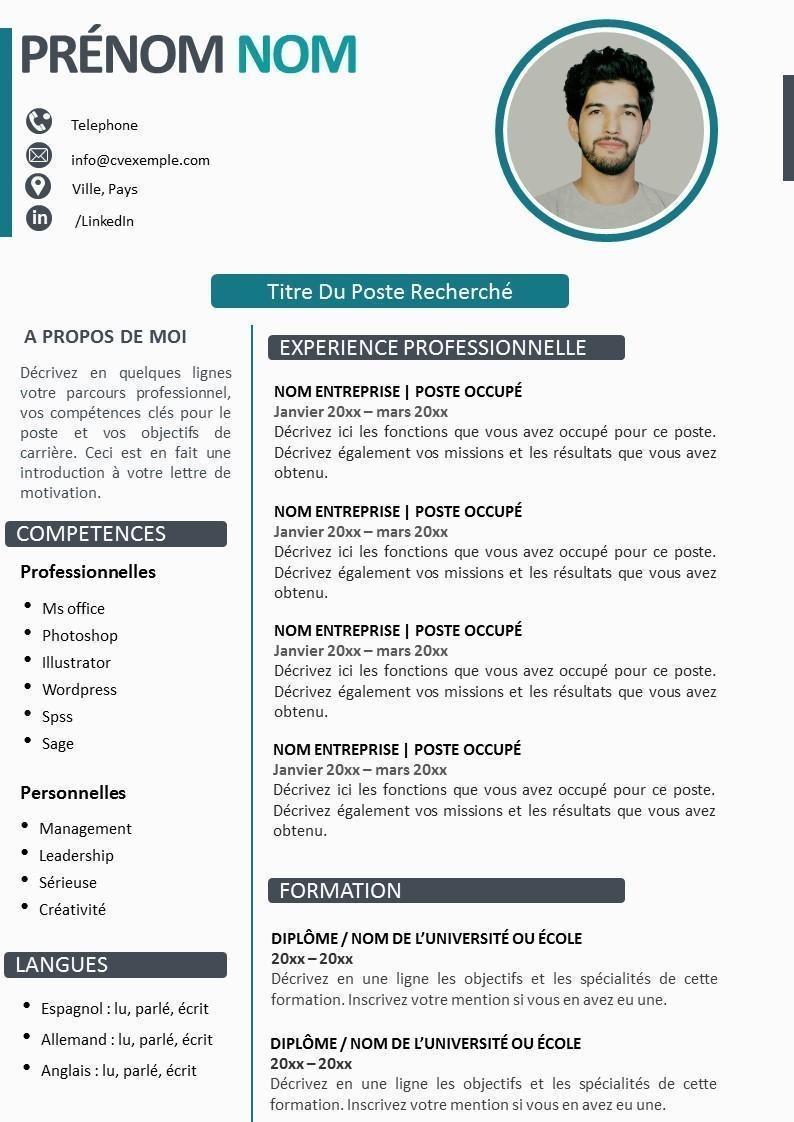 PRÉNOM NOM
Telephone
info@cvexemple.com
Ville, Pays
in
/LinkedIn
Titre Du Poste Recherché
A PROPOS DE MOI
Décrivez en quelques lignes
votre parcours professionnel,
vos compétences clés pour le
poste et vos objectifs de
carrière. Ceci est en fait une
introduction à votre lettre de
motivation.
COMPETENCES
Professionnelles
• Ms office
• Photoshop
• Illustrator
• Wordpress
• Spss
• Sage
Personnelles
• Management
• Leadership
• Sérieuse
• Créativité
LANGUES
• Espagnol : lu, parlé, écrit
• Allemand : lu, parlé, écrit
• Anglais : lu, parlé, écrit
EXPERIENCE PROFESSIONNELLE
NOM ENTREPRISE | POSTE OCCUPÉ
Janvier 20xx – mars 20xx
Décrivez ici les fonctions que vous avez occupé pour ce poste.
Décrivez également vos missions et les résultats que vous avez
obtenu.
NOM ENTREPRISE | POSTE OCCUPÉ
Janvier 20xx – mars 20xx
Décrivez ici les fonctions que vous avez occupé pour ce poste.
Décrivez également vos missions et les résultats que vous avez
obtenu.
NOM ENTREPRISE | POSTE OCCUPÉ
Janvier 20xx – mars 20xx
Décrivez ici les fonctions que vous avez occupé pour ce poste.
Décrivez également vos missions et les résultats que vous avez
obtenu.
NOM ENTREPRISE | POSTE OCCUPÉ
Janvier 20xx – mars 20xx
Décrivez ici les fonctions que vous avez occupé pour ce poste.
Décrivez également vos missions et les résultats que vous avez
obtenu.
FORMATION
DIPLÔME / NOM DE L’UNIVERSITÉ OU ÉCOLE
20xx – 20xx
Décrivez en une ligne les objectifs et les spécialités de cette
formation. Inscrivez votre mention si vous en avez eu une.
DIPLÔME / NOM DE L’UNIVERSITÉ OU ÉCOLE
20xx – 20xx
Décrivez en une ligne les objectifs et les spécialités de cette
formation. Inscrivez votre mention si vous en avez eu une.